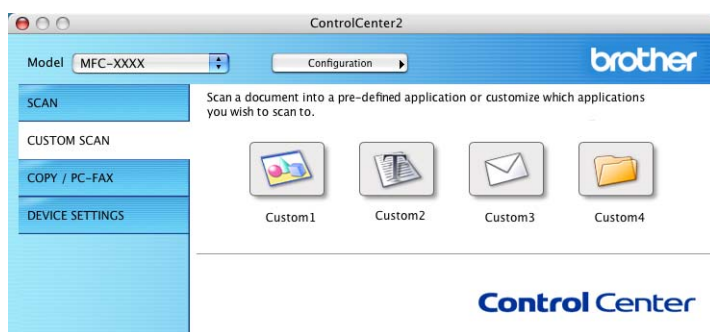 ControlCenter2
Model MFC-XXXX Configuration brother
SCAN
CUSTOM SCAN
COPY / PC-FAX
DEVICE SETTINGS
Scan a document into a pre-defined application or customize which applications
you wish to scan to.
T
Custom1 Custom2 Custom3 Custom4
Control Center